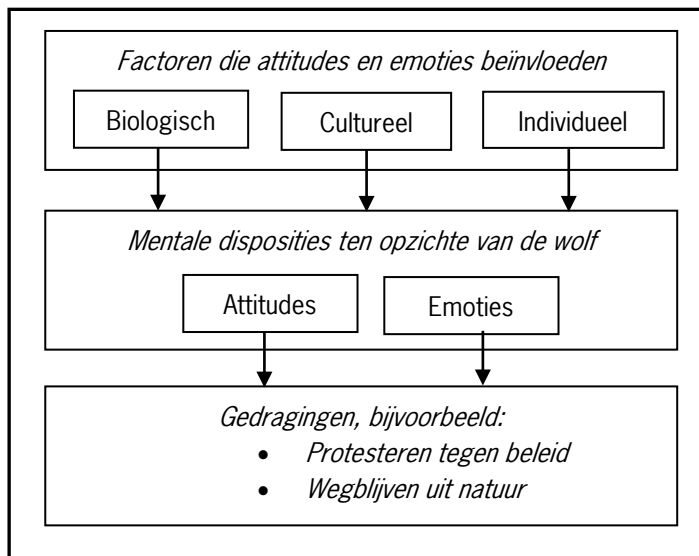 Factoren die attitudes en emoties beïnvloeden
Biologisch
Cultureel
Individueel
Mentale disposities ten opzichte van de wolf
Attitudes
Emoties
Gedragingen, bijvoorbeeld:
• Protesteren tegen beleid
• Wegblijven uit natuur